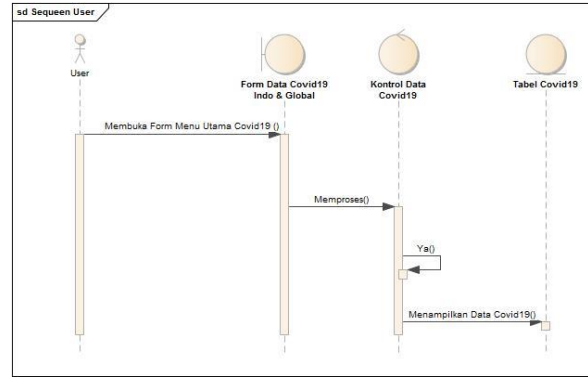 sd Sequeen User
User
Form Data Covid19
Indo & Global
Kontrol Data
Covid19
Tabel Covid19
Membuka Form Menu Utama Covid19 ()
Memproses()
Ya()
Menampilkan Data Covid19()